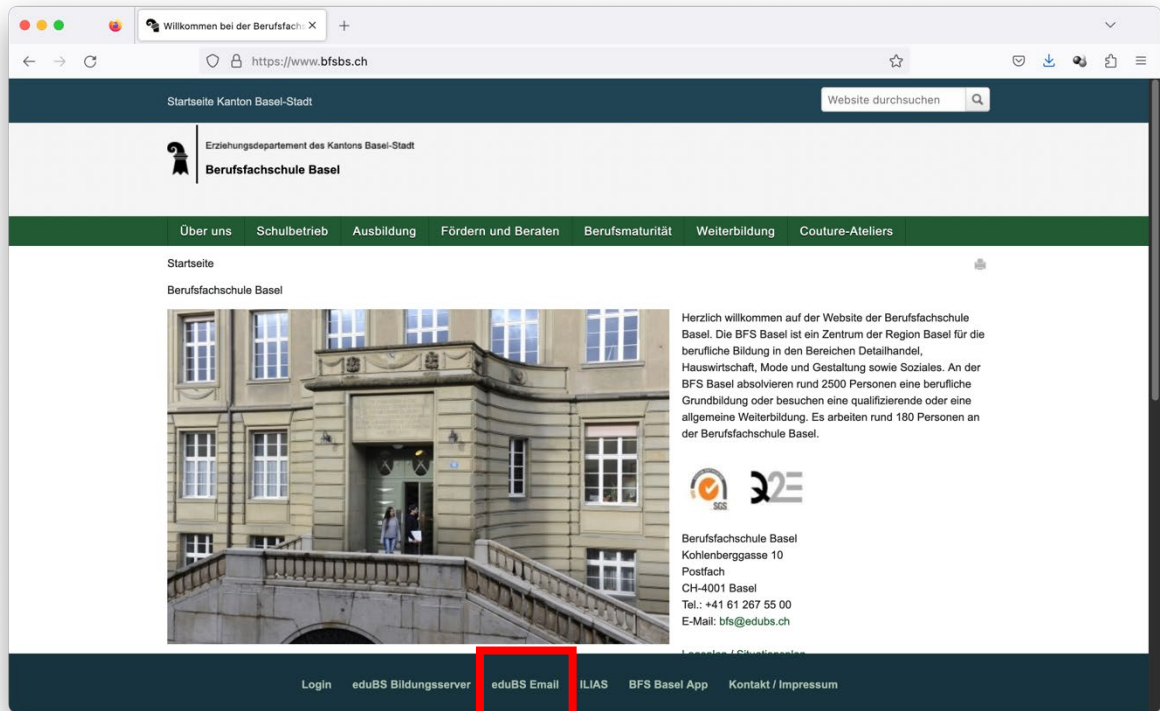 Willkommen bei der Berufsfachs
https://www.bfsbs.ch
Startseite Kanton Basel-Stadt
Website durchsuchen
Erziehungsdepartement des Kantons Basel-Stadt
Berufsfachschule Basel
Über uns Schulbetrieb Ausbildung Fördern und Beraten Berufsmaturität Weiterbildung Couture-Ateliers
Startseite
Berufsfachschule Basel
Herzlich willkommen auf der Website der Berufsfachschule
Basel. Die BFS Basel ist ein Zentrum der Region Basel für die
berufliche Bildung in den Bereichen Detailhandel,
Hauswirtschaft, Mode und Gestaltung sowie Soziales. An der
BFS Basel absolvieren rund 2500 Personen eine berufliche
Grundbildung oder besuchen eine qualifizierende oder eine
allgemeine Weiterbildung. Es arbeiten rund 180 Personen an
der Berufsfachschule Basel.
SGS
Q2E
Berufsfachschule Basel
Kohlenberggasse 10
Postfach
CH-4001 Basel
Tel.: +41 61 267 55 00
E-Mail: bfs@edubs.ch
Lageplan / Situationsplan
Login eduBS Bildungsserver eduBS Email ILIAS BFS Basel App Kontakt / Impressum